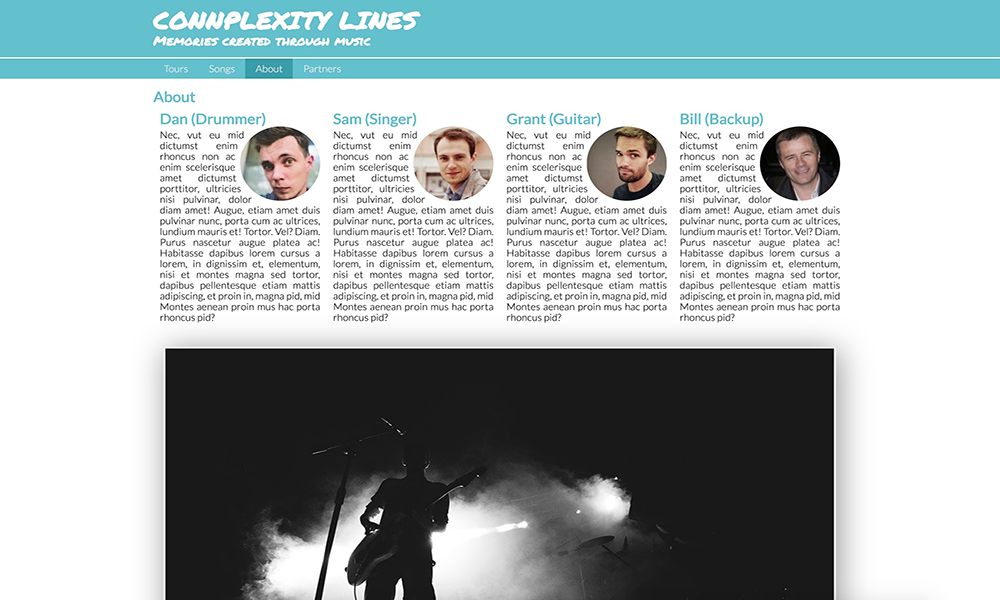 CONNPLEXITY LINES
Memories created through music
Tours Songs About Partners
About
Dan (Drummer)
Nec, vut eu mid
dictumst enim
rhoncus non ac
enim scelerisque
amet dictumst
porttitor, ultricies
nisi pulvinar, dolor
diam amet! Augue, etiam amet duis
pulvinar nunc, porta cum ac ultrices,
lundium mauris et! Tortor. Vel? Diam.
Purus nascetur augue platea ac!
Habitasse dapibus lorem cursus a
lorem, in dignissim et, elementum,
nisi et montes magna sed tortor,
dapibus pellentesque etiam mattis
adipiscing, et proin in, magna pid, mid
Montes aenean proin mus hac porta
rhoncus pid?
Sam (Singer)
Nec, vut eu mid
dictumst enim
rhoncus non ac
enim scelerisque
amet dictumst
porttitor, ultricies
nisi pulvinar, dolor
diam amet! Augue, etiam amet duis
pulvinar nunc, porta cum ac ultrices,
lundium mauris et! Tortor. Vel? Diam.
Purus nascetur augue platea ac!
Habitasse dapibus lorem cursus a
lorem, in dignissim et, elementum,
nisi et montes magna sed tortor,
dapibus pellentesque etiam mattis
adipiscing, et proin in, magna pid, mid
Montes aenean proin mus hac porta
rhoncus pid?
Grant (Guitar)
Nec, vut eu mid
dictumst enim
rhoncus non ac
enim scelerisque
amet dictumst
porttitor, ultricies
nisi pulvinar, dolor
diam amet! Augue, etiam amet duis
pulvinar nunc, porta cum ac ultrices,
lundium mauris et! Tortor. Vel? Diam.
Purus nascetur augue platea ac!
Habitasse dapibus lorem cursus a
lorem, in dignissim et, elementum,
nisi et montes magna sed tortor,
dapibus pellentesque etiam mattis
adipiscing, et proin in, magna pid, mid
Montes aenean proin mus hac porta
rhoncus pid?
Bill (Backup)
Nec, vut eu mid
dictumst enim
rhoncus non ac
enim scelerisque
amet dictumst
porttitor, ultricies
nisi pulvinar, dolor
diam amet! Augue, etiam amet duis
pulvinar nunc, porta cum ac ultrices,
lundium mauris et! Tortor. Vel? Diam.
Purus nascetur augue platea ac!
Habitasse dapibus lorem cursus a
lorem, in dignissim et, elementum,
nisi et montes magna sed tortor,
dapibus pellentesque etiam mattis
adipiscing, et proin in, magna pid, mid
Montes aenean proin mus hac porta
rhoncus pid?